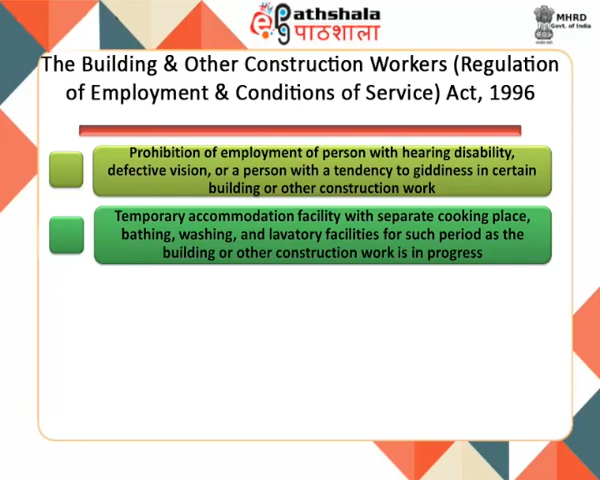 Pathshala
पाठशाला
MHRD
Govt. of India
The Building & Other Construction Workers (Regulation
of Employment & Conditions of Service) Act, 1996
Prohibition of employment of person with hearing disability,
defective vision, or a person with a tendency to giddiness in certain
building or other construction work
Temporary accommodation facility with separate cooking place,
bathing, washing, and lavatory facilities for such period as the
building or other construction work is in progress